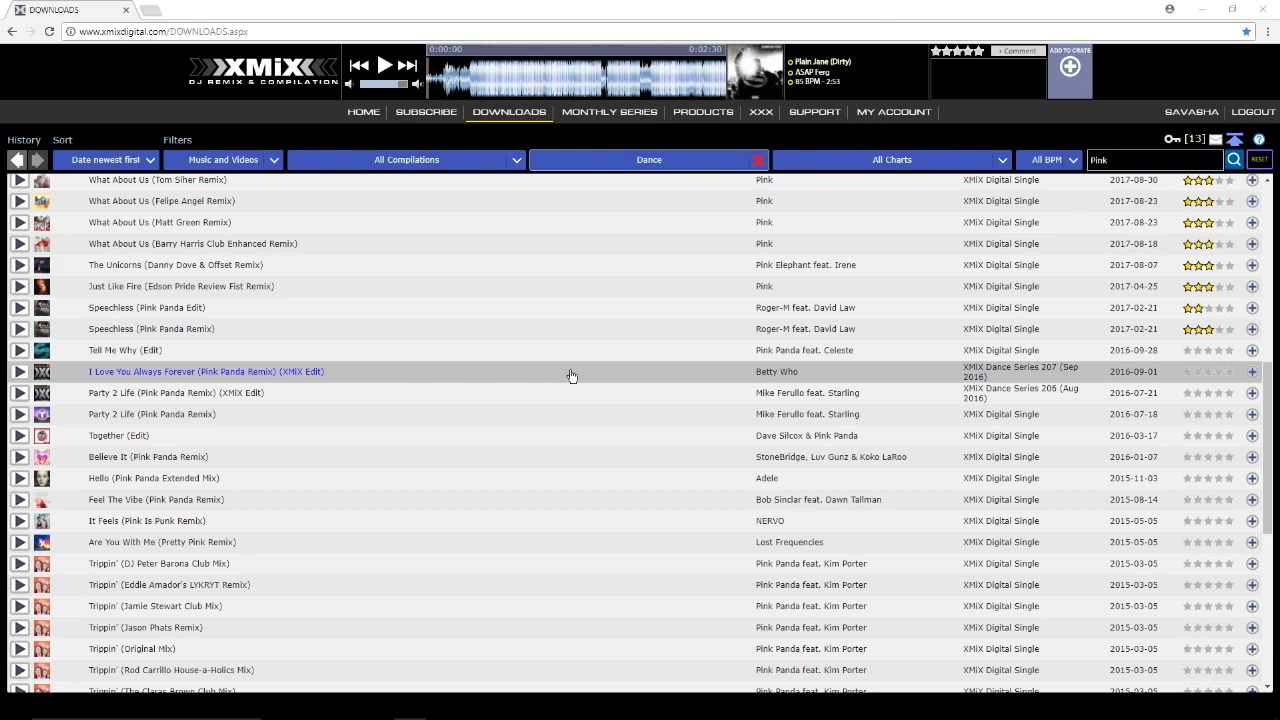 DOWNLOADS
www.xmixdigital.com/DOWNLOADS.aspx
XMiX
DJ REMIX & COMPILATION
0:00:00 0:02:30
Plain Jane (Dirty)
ASAP Ferg
85 BPM - 2:53
+ Comment
ADD TO CRATE
HOME SUBSCRIBE DOWNLOADS MONTHLY SERIES PRODUCTS XXX SUPPORT MY ACCOUNT SAVASHA LOGOUT
History Sort Filters [13]
Date newest first Music and Videos All Compilations Dance All Charts All BPM Pink RESET
What About Us (Tom Siher Remix) Pink XMiX Digital Single 2017-08-30
What About Us (Felipe Angel Remix) Pink XMiX Digital Single 2017-08-23
What About Us (Matt Green Remix) Pink XMiX Digital Single 2017-08-23
What About Us (Barry Harris Club Enhanced Remix) Pink XMiX Digital Single 2017-08-18
The Unicorns (Danny Dove & Offset Remix) Pink Elephant feat. Irene XMiX Digital Single 2017-08-07
Just Like Fire (Edson Pride Review Fist Remix) Pink XMiX Digital Single 2017-04-25
Speechless (Pink Panda Edit) Roger-M feat. David Law XMiX Digital Single 2017-02-21
Speechless (Pink Panda Remix) Roger-M feat. David Law XMiX Digital Single 2017-02-21
Tell Me Why (Edit) Pink Panda feat. Celeste XMiX Digital Single 2016-09-28
I Love You Always Forever (Pink Panda Remix) (XMiX Edit) Betty Who XMiX Dance Series 207 (Sep 2016) 2016-09-01
Party 2 Life (Pink Panda Remix) (XMiX Edit) Mike Ferullo feat. Starling XMiX Dance Series 206 (Aug 2016) 2016-07-21
Party 2 Life (Pink Panda Remix) Mike Ferullo feat. Starling XMiX Digital Single 2016-07-18
Together (Edit) Dave Silcox & Pink Panda XMiX Digital Single 2016-03-17
Believe It (Pink Panda Remix) StoneBridge, Luv Gunz & Koko LaRoo XMiX Digital Single 2016-01-07
Hello (Pink Panda Extended Mix) Adele XMiX Digital Single 2015-11-03
Feel The Vibe (Pink Panda Remix) Bob Sinclar feat. Dawn Tallman XMiX Digital Single 2015-08-14
It Feels (Pink Is Punk Remix) NERVO XMiX Digital Single 2015-05-05
Are You With Me (Pretty Pink Remix) Lost Frequencies XMiX Digital Single 2015-05-05
Trippin' (DJ Peter Barona Club Mix) Pink Panda feat. Kim Porter XMiX Digital Single 2015-03-05
Trippin' (Eddie Amador's LYKRYT Remix) Pink Panda feat. Kim Porter XMiX Digital Single 2015-03-05
Trippin' (Jamie Stewart Club Mix) Pink Panda feat. Kim Porter XMiX Digital Single 2015-03-05
Trippin' (Jason Phats Remix) Pink Panda feat. Kim Porter XMiX Digital Single 2015-03-05
Trippin' (Original Mix) Pink Panda feat. Kim Porter XMiX Digital Single 2015-03-05
Trippin' (Rod Carrillo House-a-Holics Mix) Pink Panda feat. Kim Porter XMiX Digital Single 2015-03-05
Trippin' (The Claras Brown Club Mix) Pink Panda feat. Kim Porter XMiX Digital Single 2015-03-05